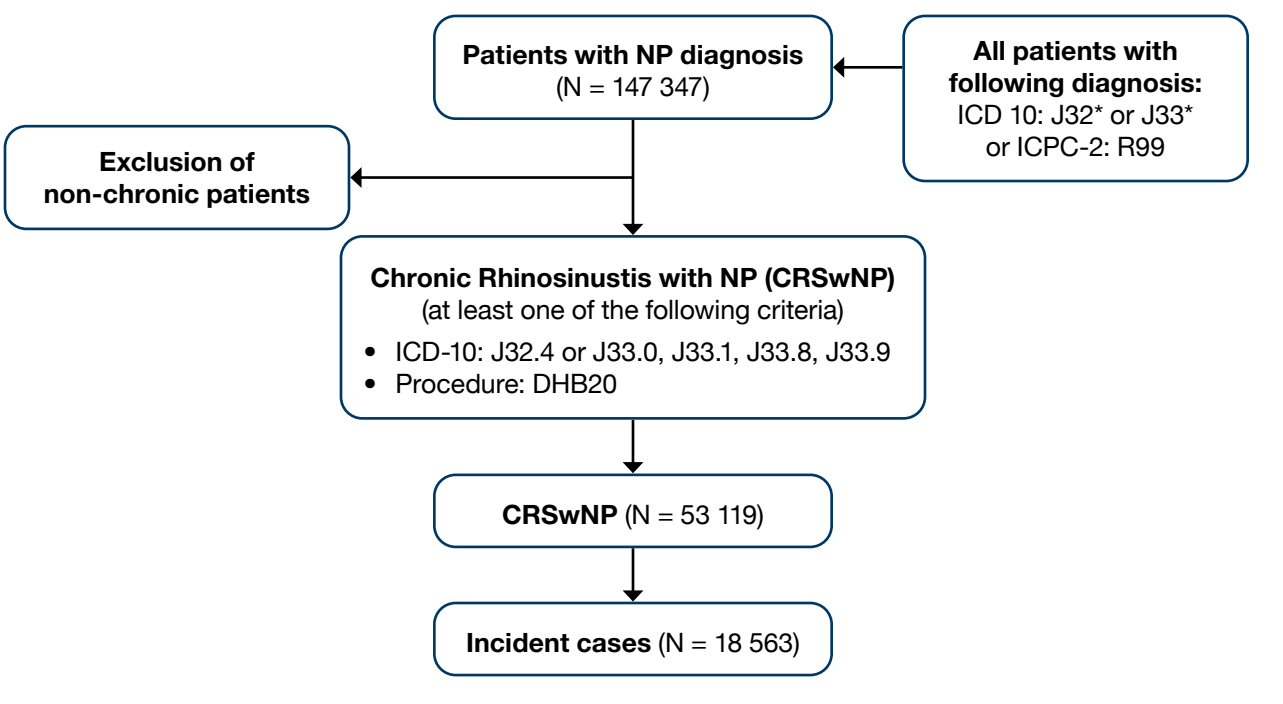 Patients with NP diagnosis
(N = 147 347)
All patients with
following diagnosis:
ICD 10: J32* or J33*
or ICPC-2: R99
Exclusion of
non-chronic patients
Chronic Rhinosinustis with NP (CRSwNP)
(at least one of the following criteria)
• ICD-10: J32.4 or J33.0, J33.1, J33.8, J33.9
• Procedure: DHB20
CRSwNP (N = 53 119)
Incident cases (N = 18 563)